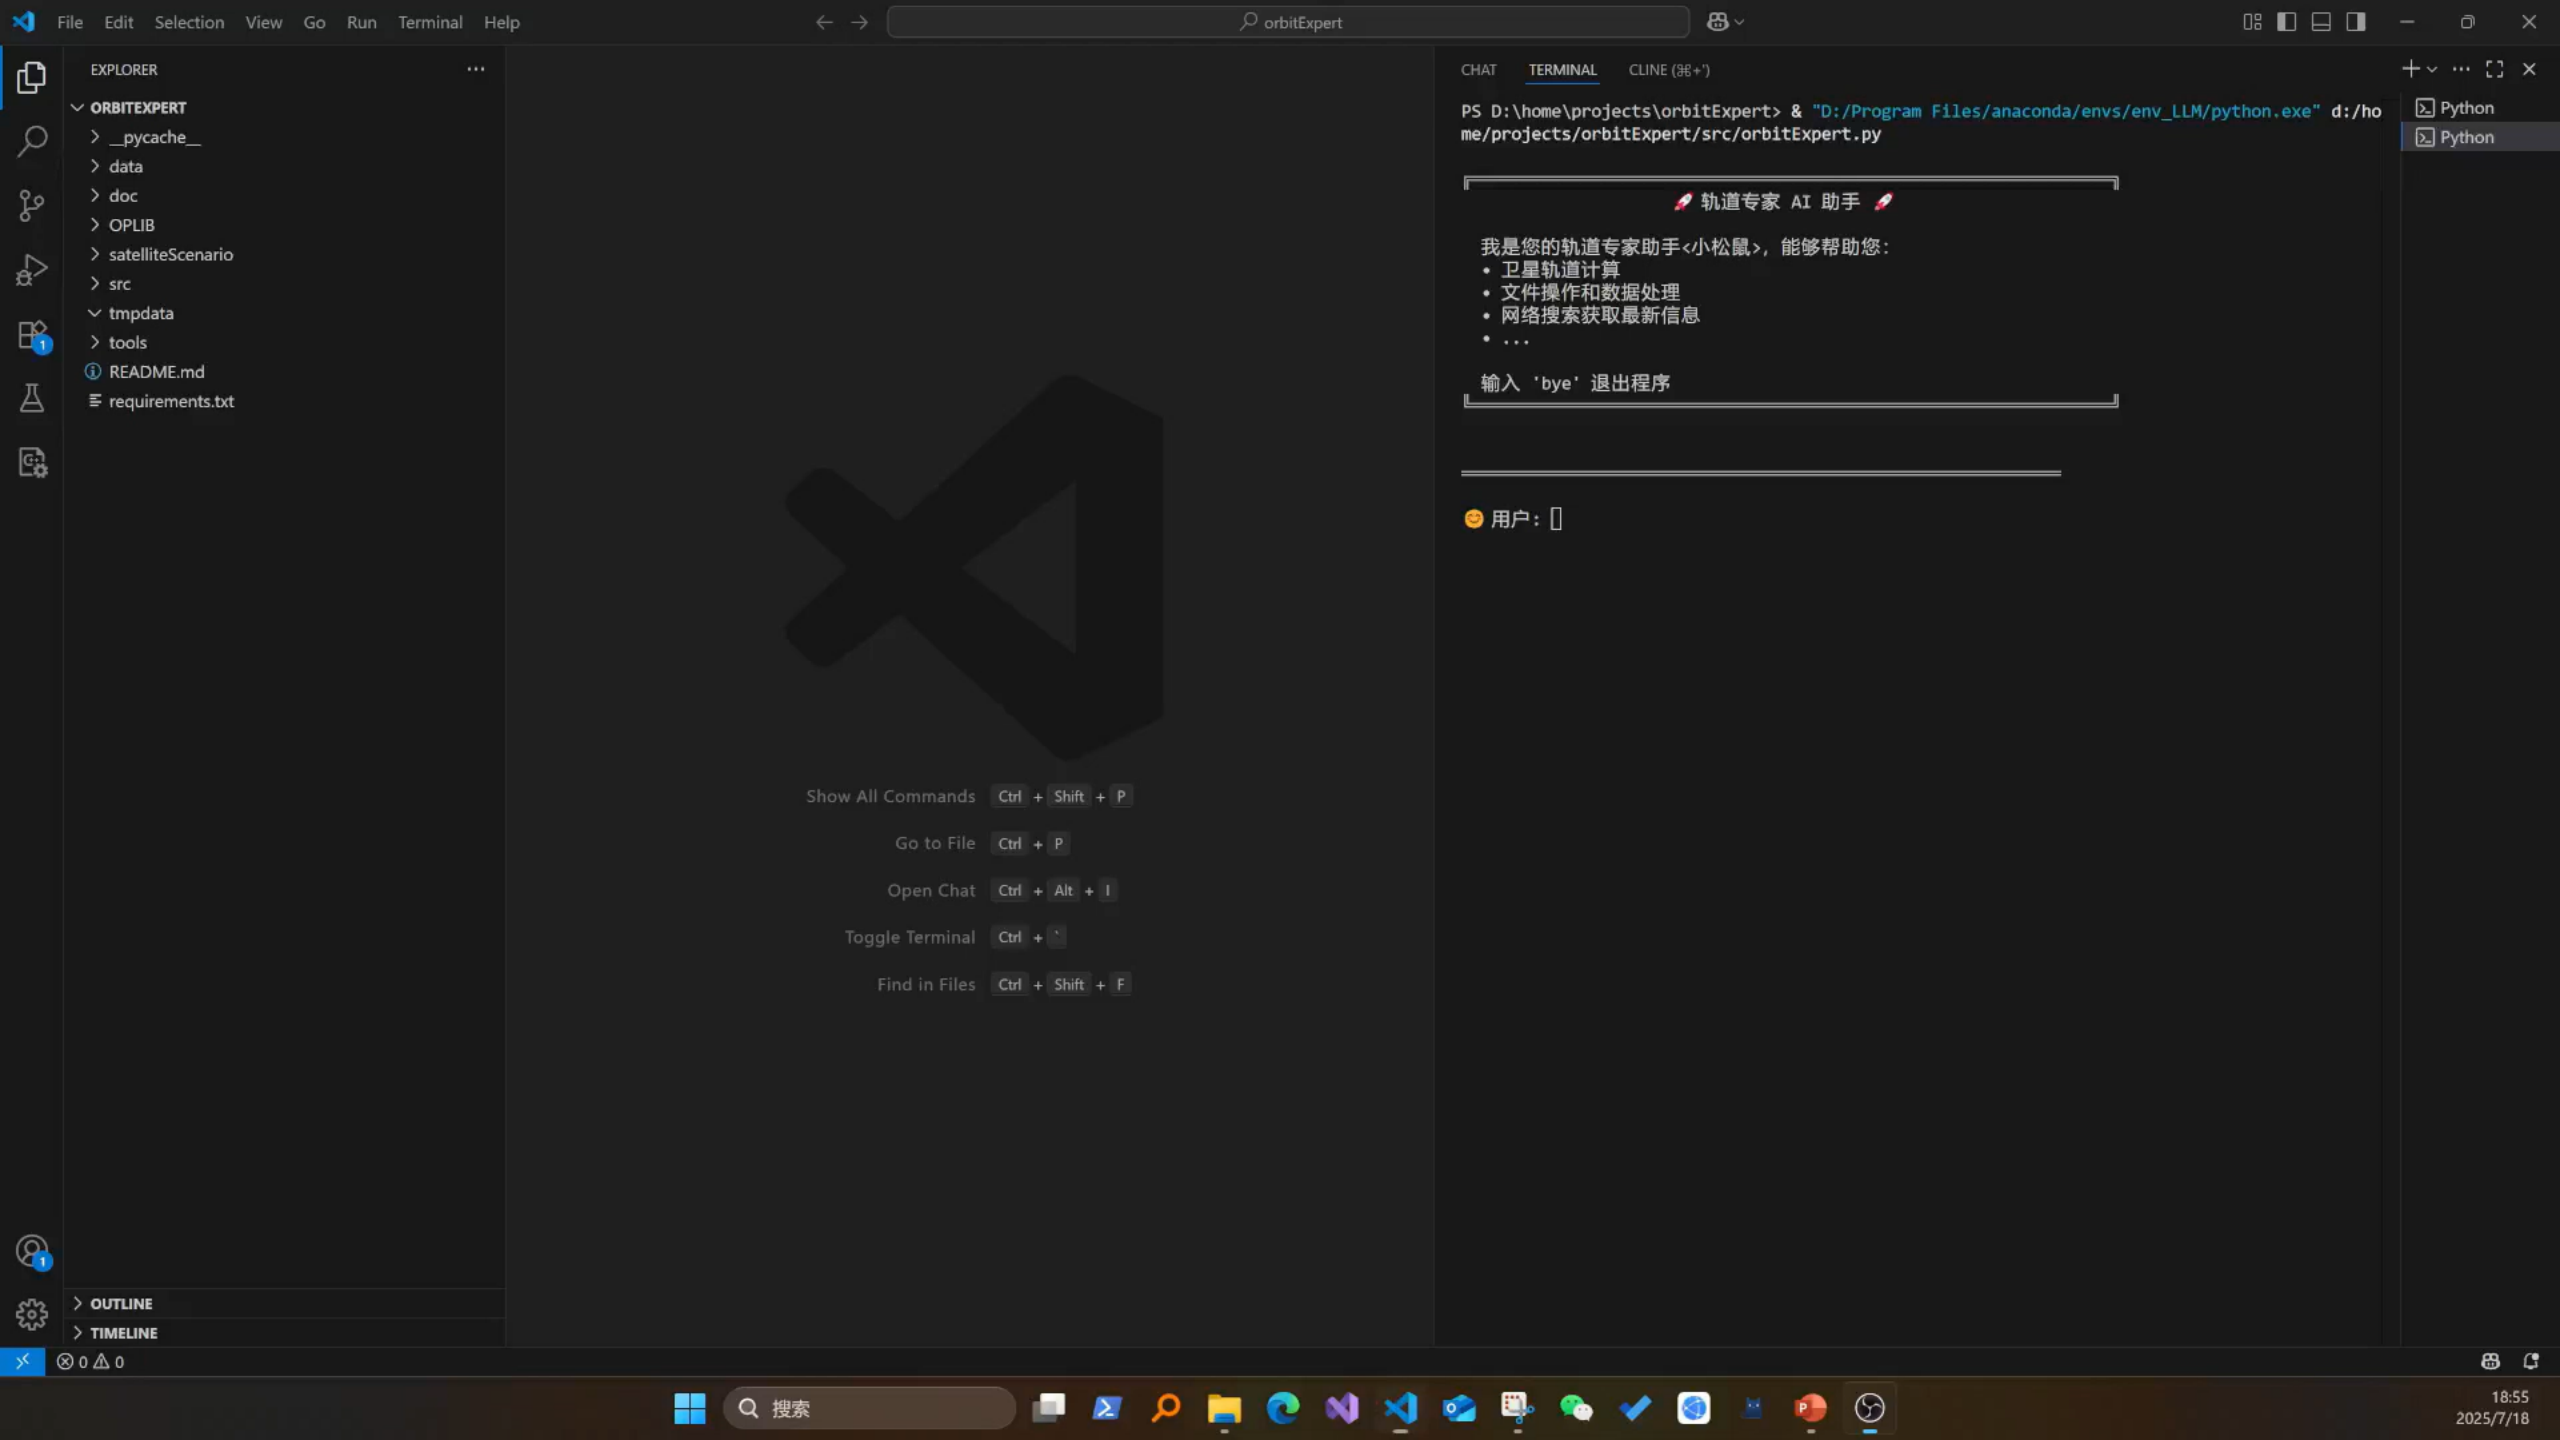 File Edit Selection View Go Run Terminal Help
orbitExpert
EXPLORER
ORBITEXPERT
__pycache__
data
doc
OPLIB
satelliteScenario
src
tmpdata
tools
README.md
requirements.txt
OUTLINE
TIMELINE
Show All Commands Ctrl + Shift + P
Go to File Ctrl + P
Open Chat Ctrl + Alt + I
Toggle Terminal Ctrl + `
Find in Files Ctrl + Shift + F
CHAT TERMINAL CLINE (⌘+')
PS D:\home\projects\orbitExpert> & "D:/Program Files/anaconda/envs/env_LLM/python.exe" d:/ho
me/projects/orbitExpert/src/orbitExpert.py
🚀 轨道专家 AI 助手 🚀
我是您的轨道专家助手<小松鼠>，能够帮助您：
• 卫星轨道计算
• 文件操作和数据处理
• 网络搜索获取最新信息
• ...
输入 'bye' 退出程序
😊 用户：
Python
Python
1
1
0 0
搜索
18:55
2025/7/18